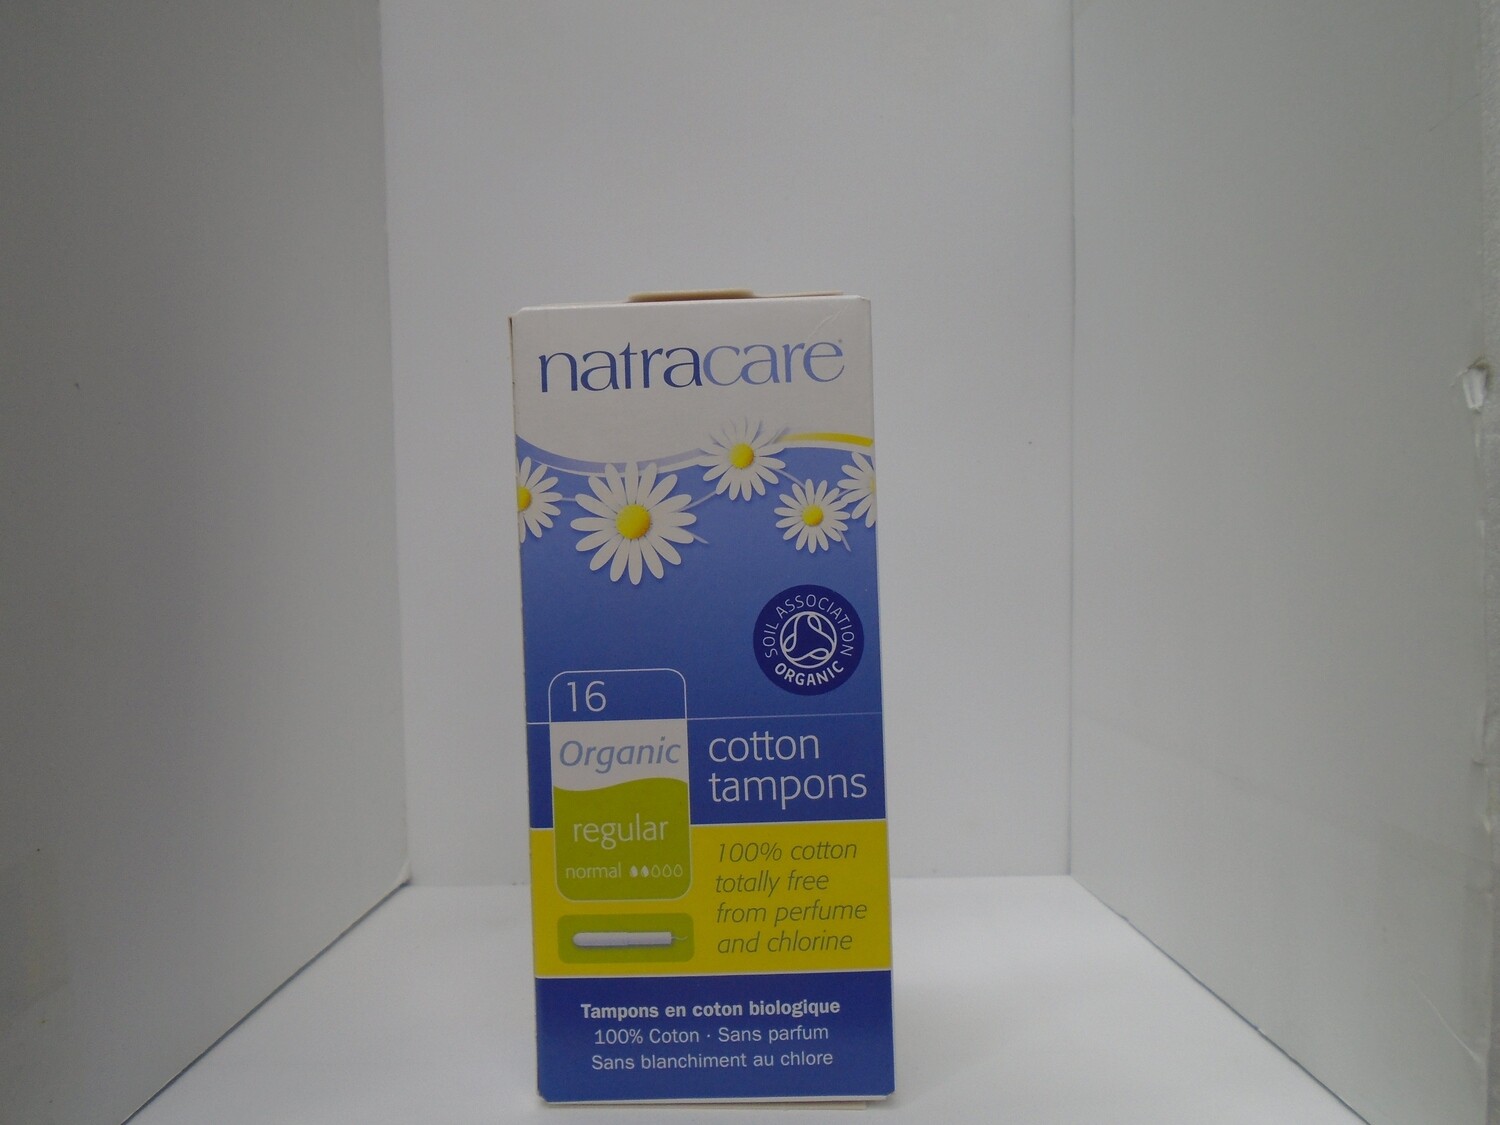 natracare®
SOIL ASSOCIATION
ORGANIC
16
Organic
cotton
tampons
regular
normal
100% cotton
totally free
from perfume
and chlorine
Tampons en coton biologique
100% Coton · Sans parfum
Sans blanchiment au chlore